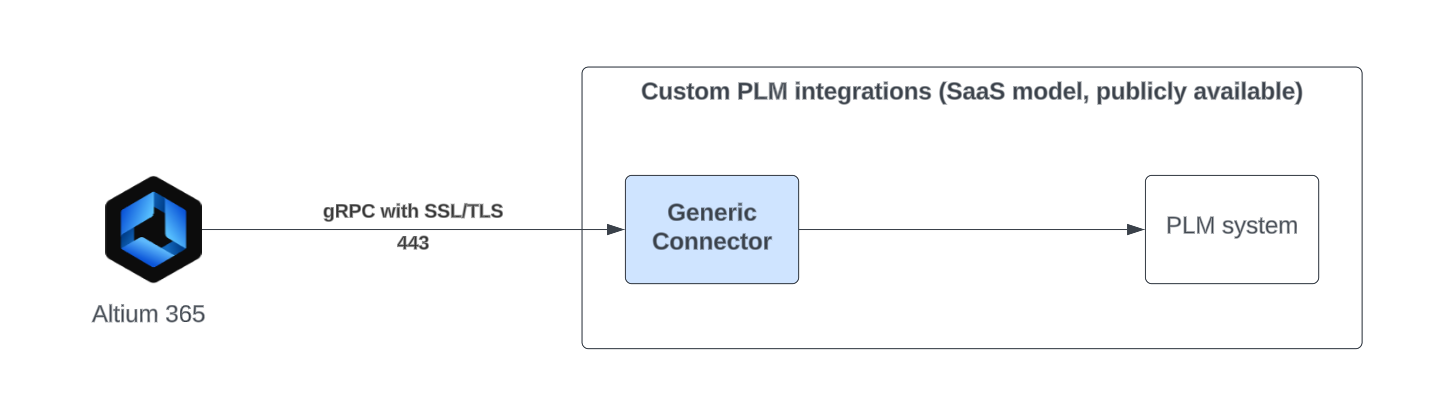 Custom PLM integrations (SaaS model, publicly available)
gRPC with SSL/TLS
443
Generic
Connector
PLM system
Altium 365